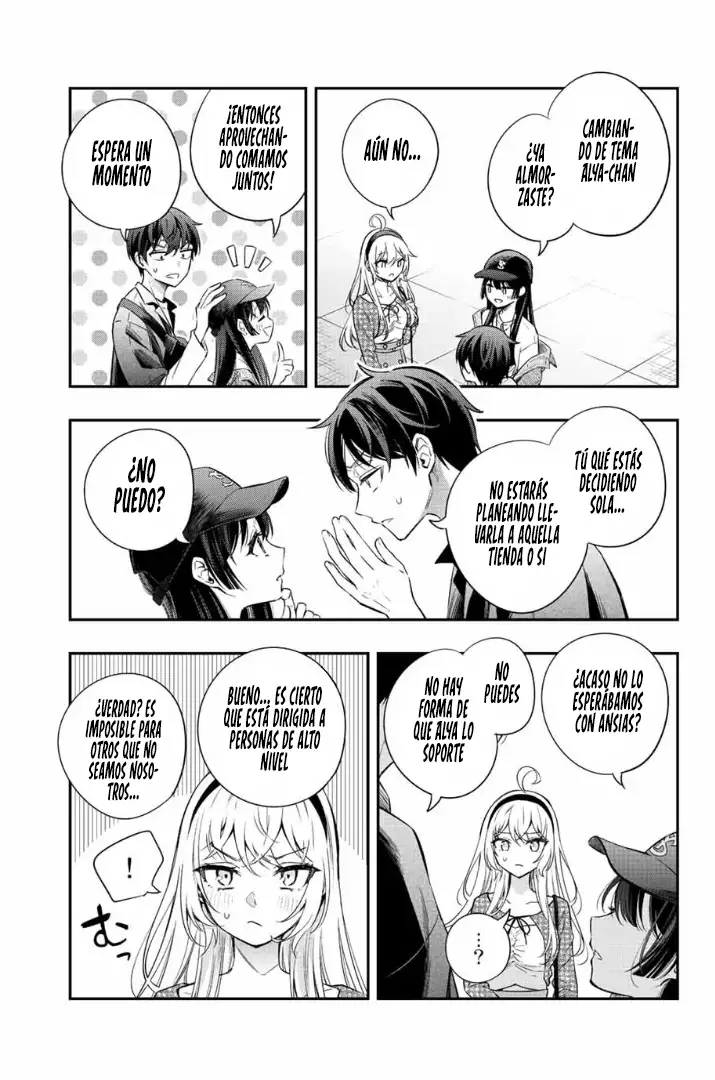 CAMBIAN-
DO DE TEMA
ALYA-CHAN
¿YA
ALMOR-
ZASTE?
AÚN NO...
¡ENTONCES
APROVECHAN-
DO COMAMOS
JUNTOS!
ESPERA UN
MOMENTO
TÚ QUÉ ESTÁS
DECIDIENDO
SOLA...
NO ESTARÁS
PLANEANDO LLE-
VARLA A AQUELLA
TIENDA O SI
¿NO
PUEDO?
¿ACASO NO LO
ESPERÁBAMOS
CON ANSIAS?
NO
PUEDES
NO HAY
FORMA DE
QUE ALYA LO
SOPORTE
...?
BUENO... ES CIERTO
QUE ESTÁ DIRIGIDA A
PERSONAS DE ALTO
NIVEL
¿VERDAD? ES
IMPOSIBLE PARA
OTROS QUE NO
SEAMOS NOSO-
TROS...
!
むっ